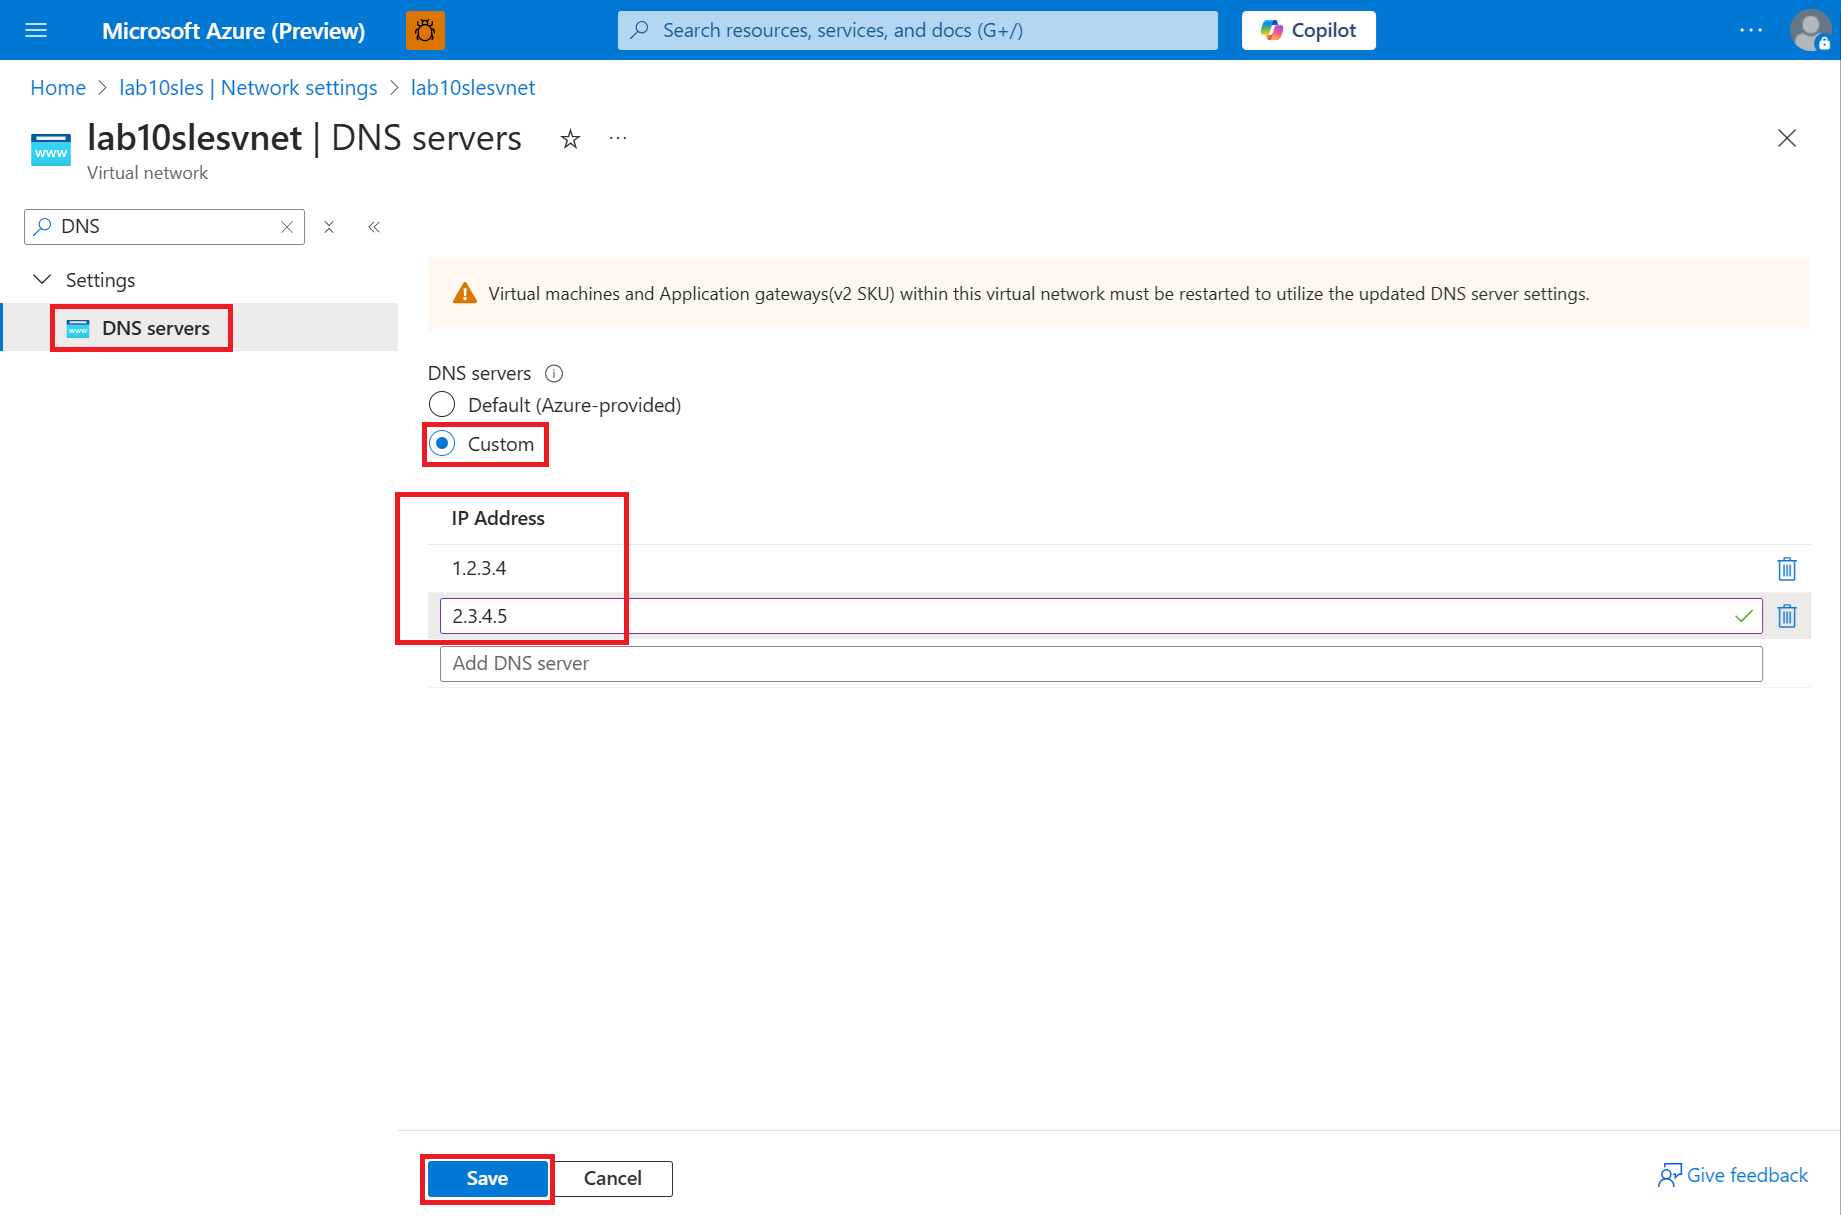 Microsoft Azure (Preview)
Search resources, services, and docs (G+/)
Copilot
Home > lab10sles | Network settings > lab10slesvnet
www
lab10slesvnet | DNS servers
Virtual network
DNS
Settings
www
DNS servers
Virtual machines and Application gateways(v2 SKU) within this virtual network must be restarted to utilize the updated DNS server settings.
DNS servers
Default (Azure-provided)
Custom
IP Address
1.2.3.4
2.3.4.5
Add DNS server
Save
Cancel
Give feedback